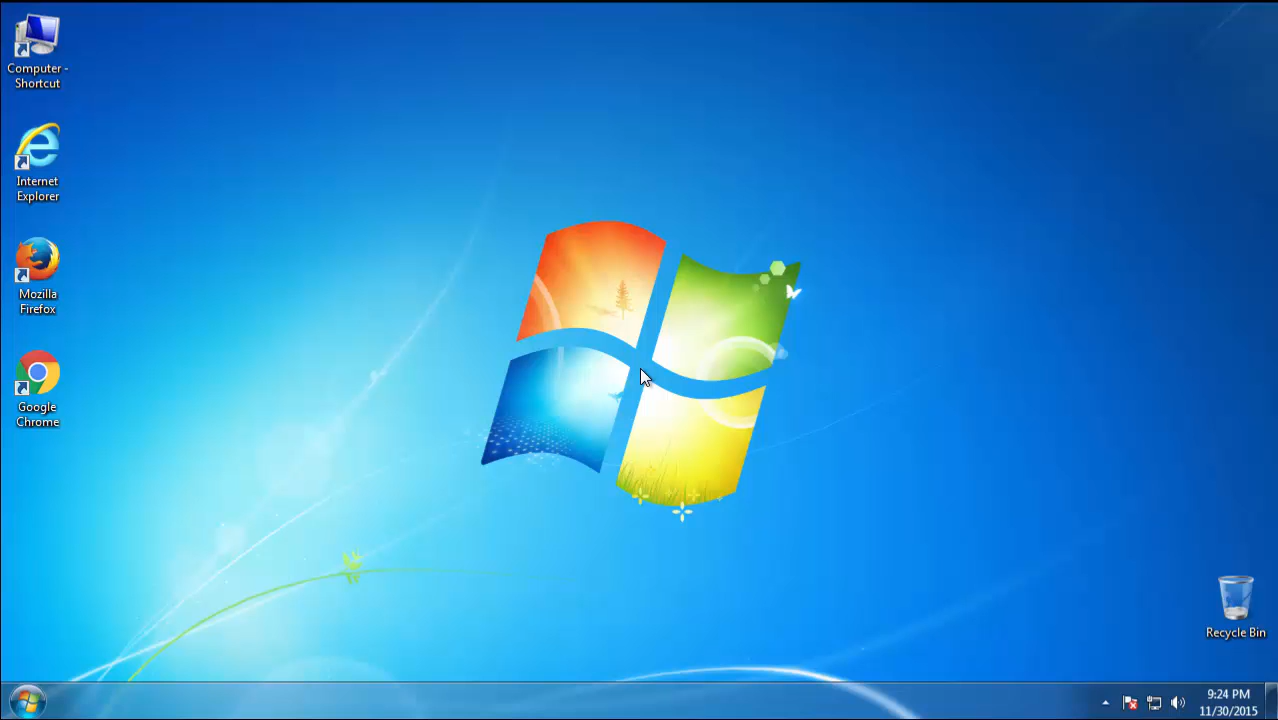 Computer -
Shortcut
Internet
Explorer
Mozilla
Firefox
Google
Chrome
Recycle Bin
9:24 PM
11/30/2015